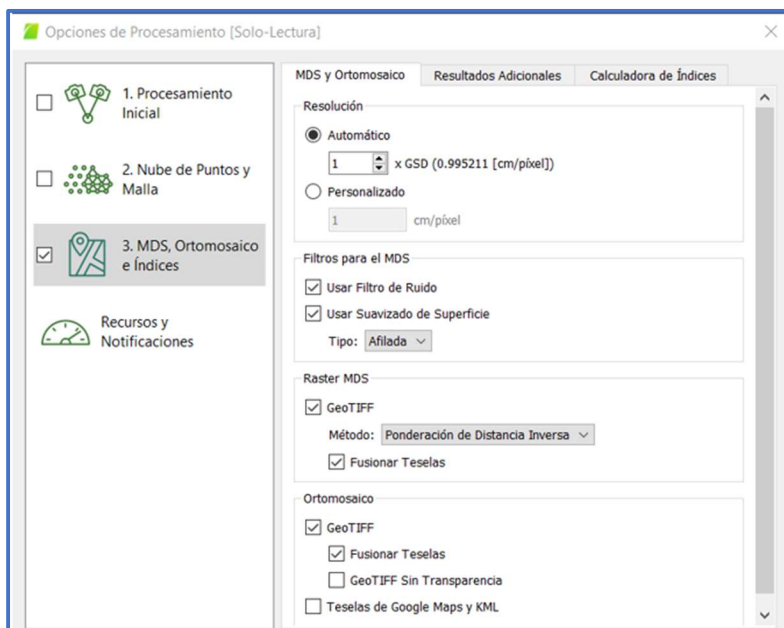 Opciones de Procesamiento [Solo-Lectura]
1. Procesamiento
Inicial
2. Nube de Puntos y
Malla
3. MDS, Ortomosaico
e Índices
Recursos y
Notificaciones
MDS y Ortomosaico
Resultados Adicionales
Calculadora de Índices
Resolución
Automático
1 x GSD (0.995211 [cm/píxel])
Personalizado
1 cm/píxel
Filtros para el MDS
Usar Filtro de Ruido
Usar Suavizado de Superficie
Tipo: Afilada
Raster MDS
GeoTIFF
Método: Ponderación de Distancia Inversa
Fusionar Teselas
Ortomosaico
GeoTIFF
Fusionar Teselas
GeoTIFF Sin Transparencia
Teselas de Google Maps y KML